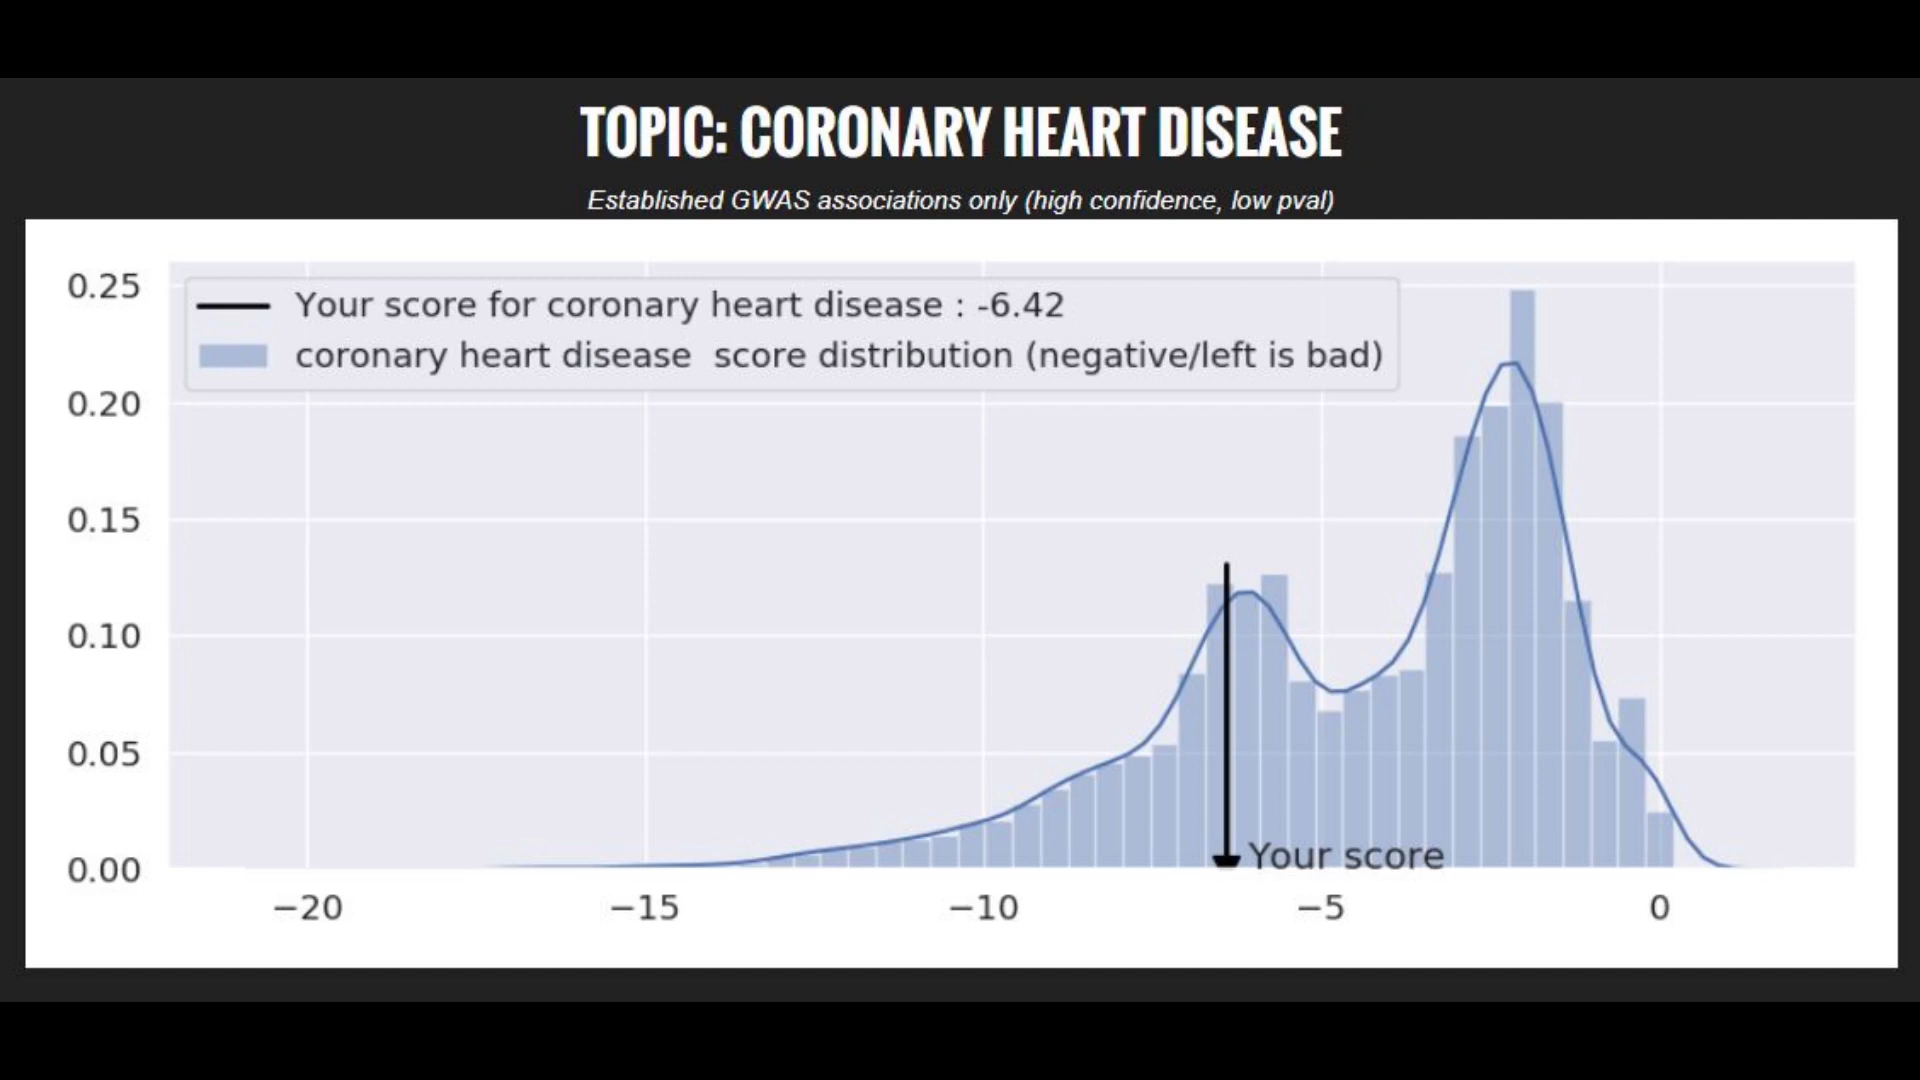 TOPIC: CORONARY HEART DISEASE
Established GWAS associations only (high confidence, low pval)
0.25
0.20
0.15
0.10
0.05
0.00
Your score for coronary heart disease : -6.42
coronary heart disease  score distribution (negative/left is bad)
Your score
−20 −15 −10 −5 0